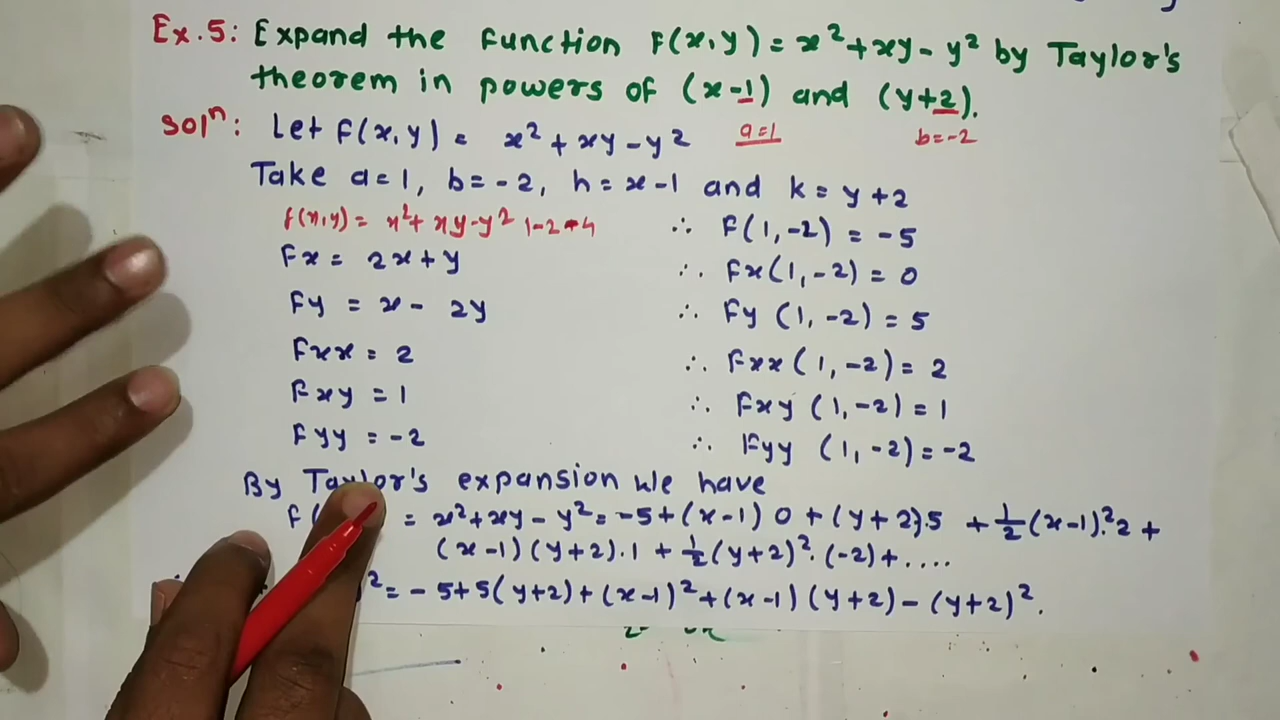 Ex.5: Expand the function F(x,y) = x²+xy-y² by Taylor's
theorem in powers of (x-1) and (y+2).
Solⁿ: Let F(x,y) = x²+xy-y² a=1 b=-2
Take a=1, b=-2, h=x-1 and k=y+2
f(x,y) = x²+xy-y² 1-2-4 ∴ F(1,-2) = -5
Fx = 2x+y ∴ Fx(1,-2) = 0
Fy = x-2y ∴ Fy (1,-2) = 5
Fxx = 2 ∴ Fxx (1,-2) = 2
Fxy = 1 ∴ Fxy (1,-2) = 1
Fyy = -2 ∴ Fyy (1,-2) = -2
By Taylor's expansion we have
f( = x²+xy-y² = -5+(x-1) 0 + (y+2).5 + 1/2 (x-1)².2 +
(x-1)(y+2).1 + 1/2 (y+2)².(-2)+....
² = -5+5(y+2)+(x-1)²+(x-1)(y+2)-(y+2)².